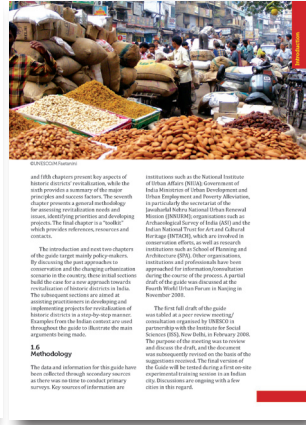 Introduction
©UNESCO/H Fusinoni
and fifth chapters present key aspects of
historic districts' revitalization, while the
sixth provides a summary of the major
principles and success factors. The seventh
chapter presents a general methodology
for assessing revitalization needs and
issues, identifying priorities and developing
projects. The final chapter is a "toolkit"
which provides references, resources and
contacts.
The introduction and next two chapters
of the guide target mainly policy-makers.
By discussing the past approaches to
conservation and the changing urbanization
scenario in the country, these initial sections
build the case for a new approach towards
revitalization of historic districts in India.
The subsequent sections are aimed at
assisting practitioners in developing and
implementing projects for revitalization of
historic districts in a step-by-step manner.
Examples from the Indian context are used
throughout the guide to illustrate the main
arguments being made.
1.6
Methodology
The data and information for this guide have
been collected through secondary sources
as there was no time to conduct primary
surveys. Key sources of information are
institutions such as the National Institute
of Urban Affairs (NIUA); Government of
India Ministries of Urban Development and
Urban Employment and Poverty Alleviation,
in particularly the secretariat of the
Jawaharlal Nehru National Urban Renewal
Mission (JNNURM); organisations such as
Archaeological Survey of India (ASI) and the
Indian National Trust for Art and Cultural
Heritage (INTACH), which are involved in
conservation efforts, as well as research
institutions such as School of Planning and
Architecture (SPA). Other organisations,
institutions and professionals have been
approached for information/consultation
during the course of the process. A partial
draft of the guide was discussed at the
Fourth World Urban Forum in Nanjing in
November 2008.
The first full draft of the guide
was tabled at a peer review meeting/
consultation organised by UNESCO in
partnership with the Institute for Social
Sciences (ISS), New Delhi, in February 2008.
The purpose of the meeting was to review
and discuss the draft, and the document
was subsequently revised on the basis of the
suggestions received. The final version of
the Guide will be tested during a first on-site
experimental training session in an Indian
city. Discussions are ongoing with a few
cities in this regard.